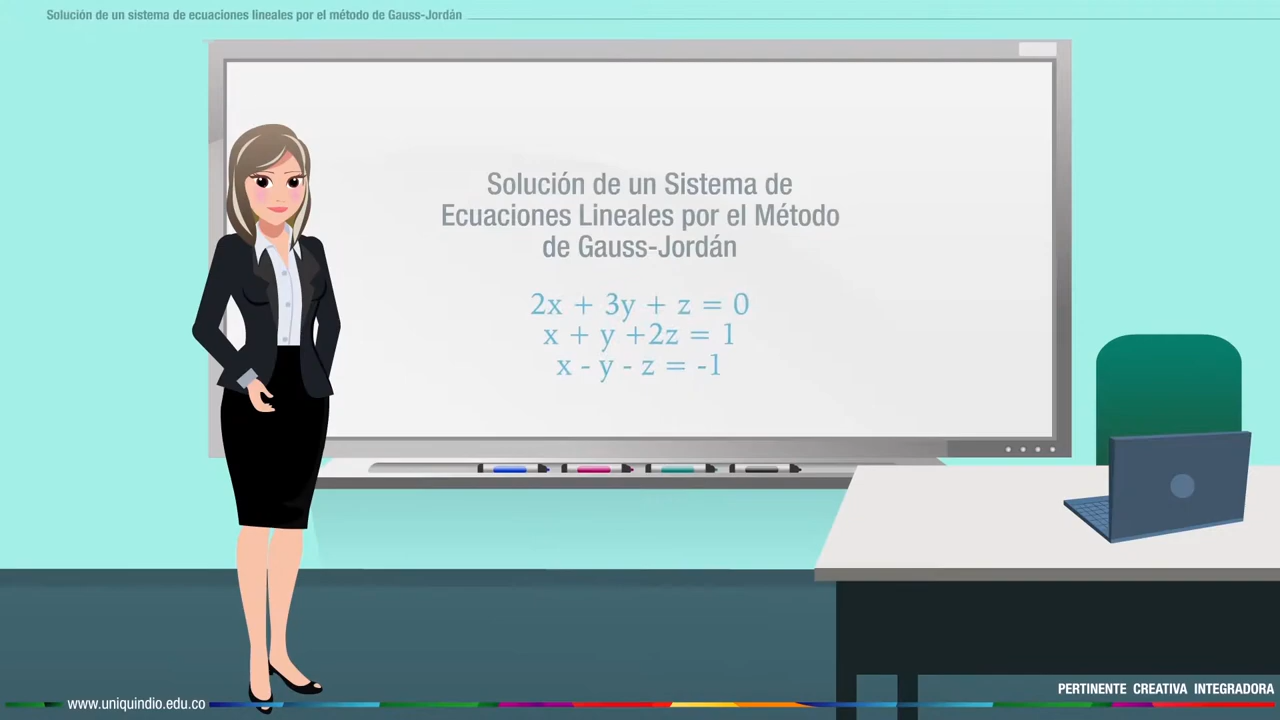 Solución de un sistema de ecuaciones lineales por el método de Gauss-Jordán
Solución de un Sistema de
Ecuaciones Lineales por el Método
de Gauss-Jordán
2x + 3y + z = 0
x + y +2z = 1
x - y - z = -1
www.uniquindio.edu.co
PERTINENTE CREATIVA INTEGRADORA